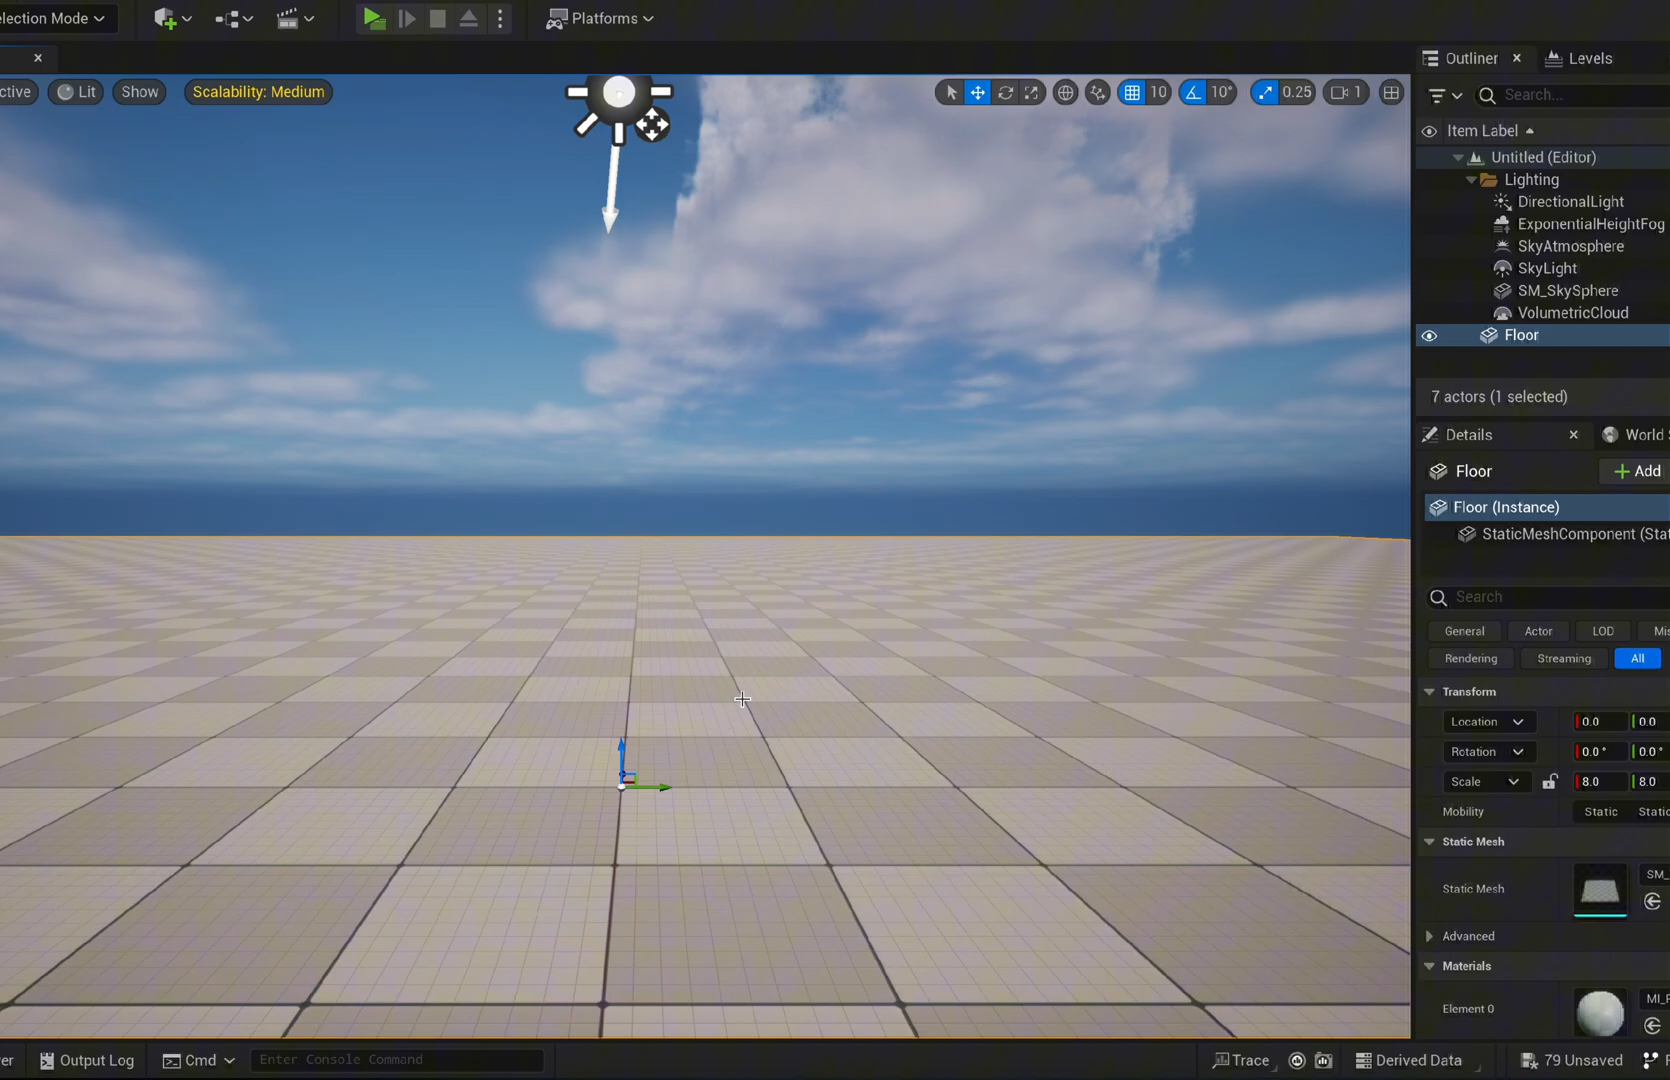 election Mode
Platforms
Outliner
Levels
ctive
Lit
Show
Scalability: Medium
10
10°
0.25
1
Search...
Item Label
Untitled (Editor)
Lighting
DirectionalLight
ExponentialHeightFog
SkyAtmosphere
SkyLight
SM_SkySphere
VolumetricCloud
Floor
7 actors (1 selected)
Details
World
Floor
Add
Floor (Instance)
StaticMeshComponent (Stat
Search
General
Actor
LOD
Mis
Rendering
Streaming
All
Transform
Location
0.0
0.0
Rotation
0.0 °
0.0 °
Scale
8.0
8.0
Mobility
Static
Static
Static Mesh
Static Mesh
SM_
Advanced
Materials
Element 0
MI_
er
Output Log
Cmd
Enter Console Command
Trace
Derived Data
79 Unsaved